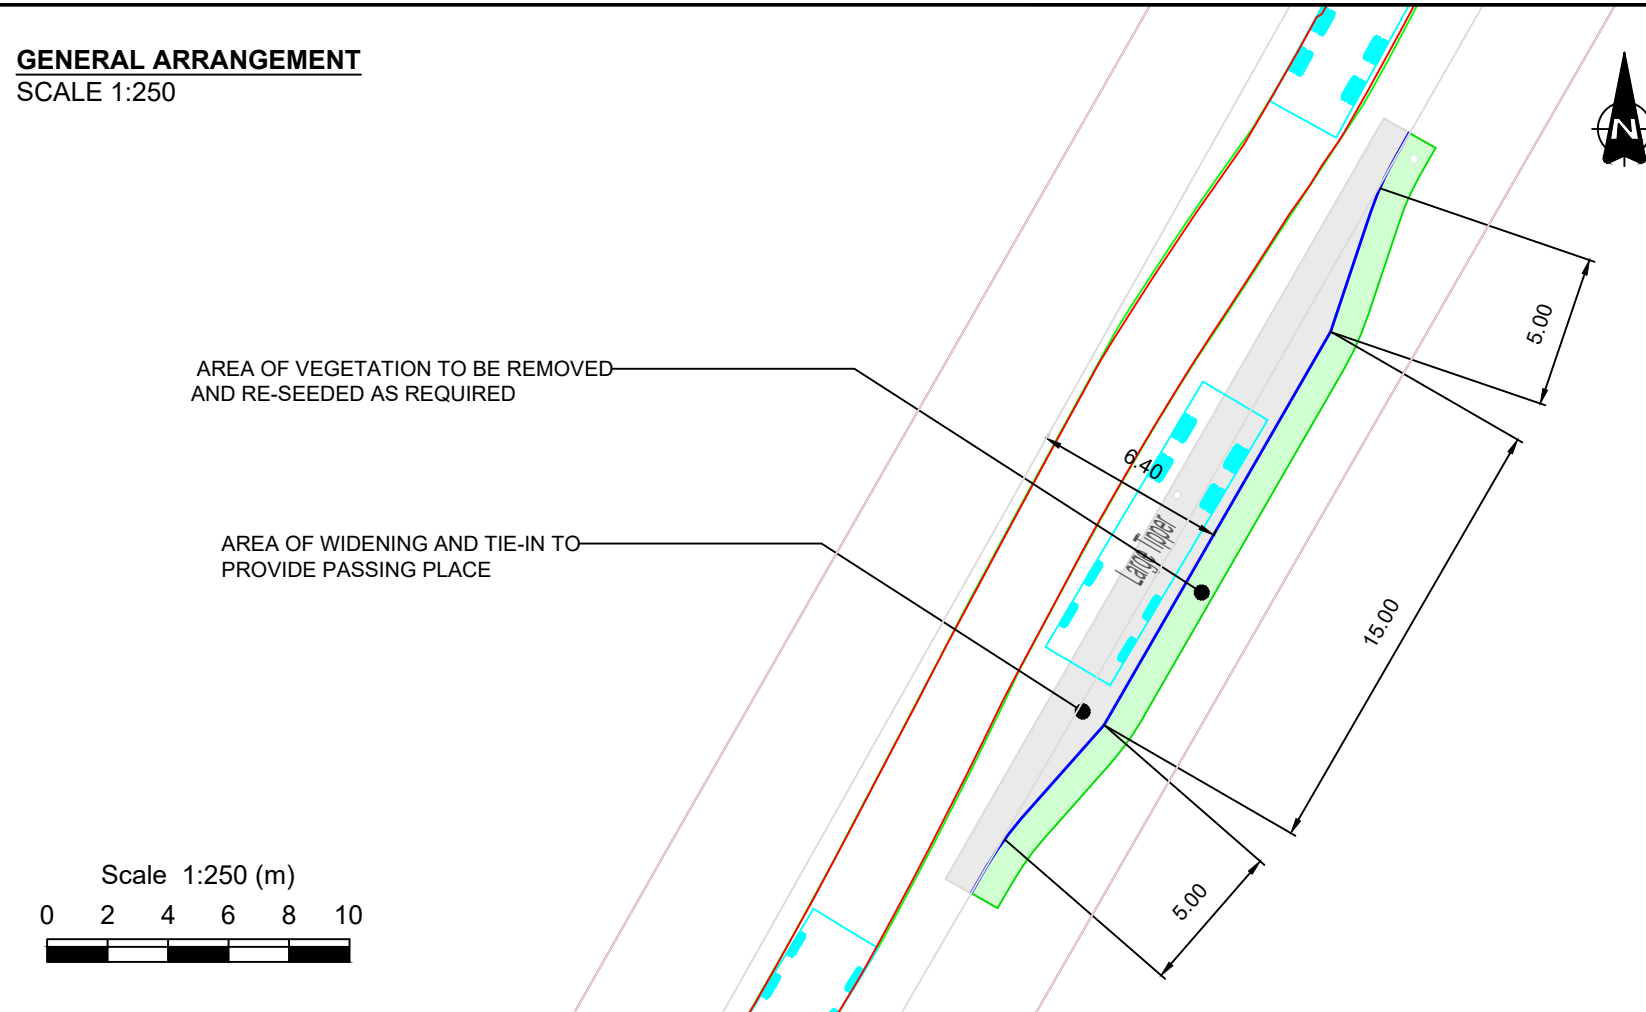 GENERAL ARRANGEMENT
SCALE 1:250
N
5.00
AREA OF VEGETATION TO BE REMOVED
AND RE-SEEDED AS REQUIRED
6.40
Large Tipper
AREA OF WIDENING AND TIE-IN TO
PROVIDE PASSING PLACE
15.00
5.00
Scale 1:250 (m)
0 2 4 6 8 10